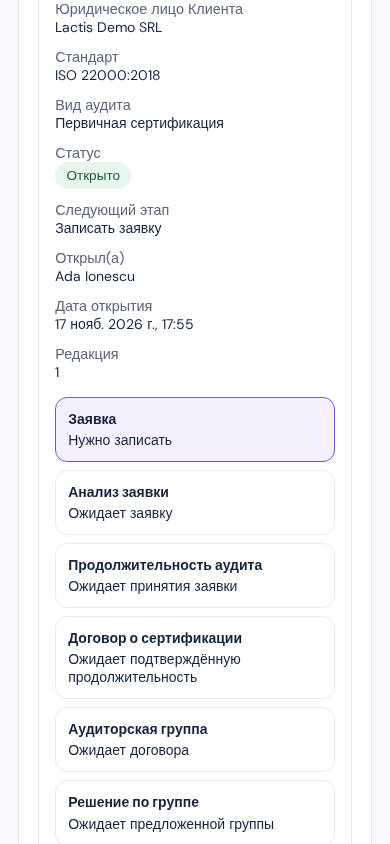 Юридическое лицо Клиента
Lactis Demo SRL
Стандарт
ISO 22000:2018
Вид аудита
Первичная сертификация
Статус
Открыто
Следующий этап
Записать заявку
Открыл(а)
Ada Ionescu
Дата открытия
17 нояб. 2026 г., 17:55
Редакция
1
Заявка
Нужно записать
Анализ заявки
Ожидает заявку
Продолжительность аудита
Ожидает принятия заявки
Договор о сертификации
Ожидает подтверждённую
продолжительность
Аудиторская группа
Ожидает договора
Решение по группе
Ожидает предложенной группы